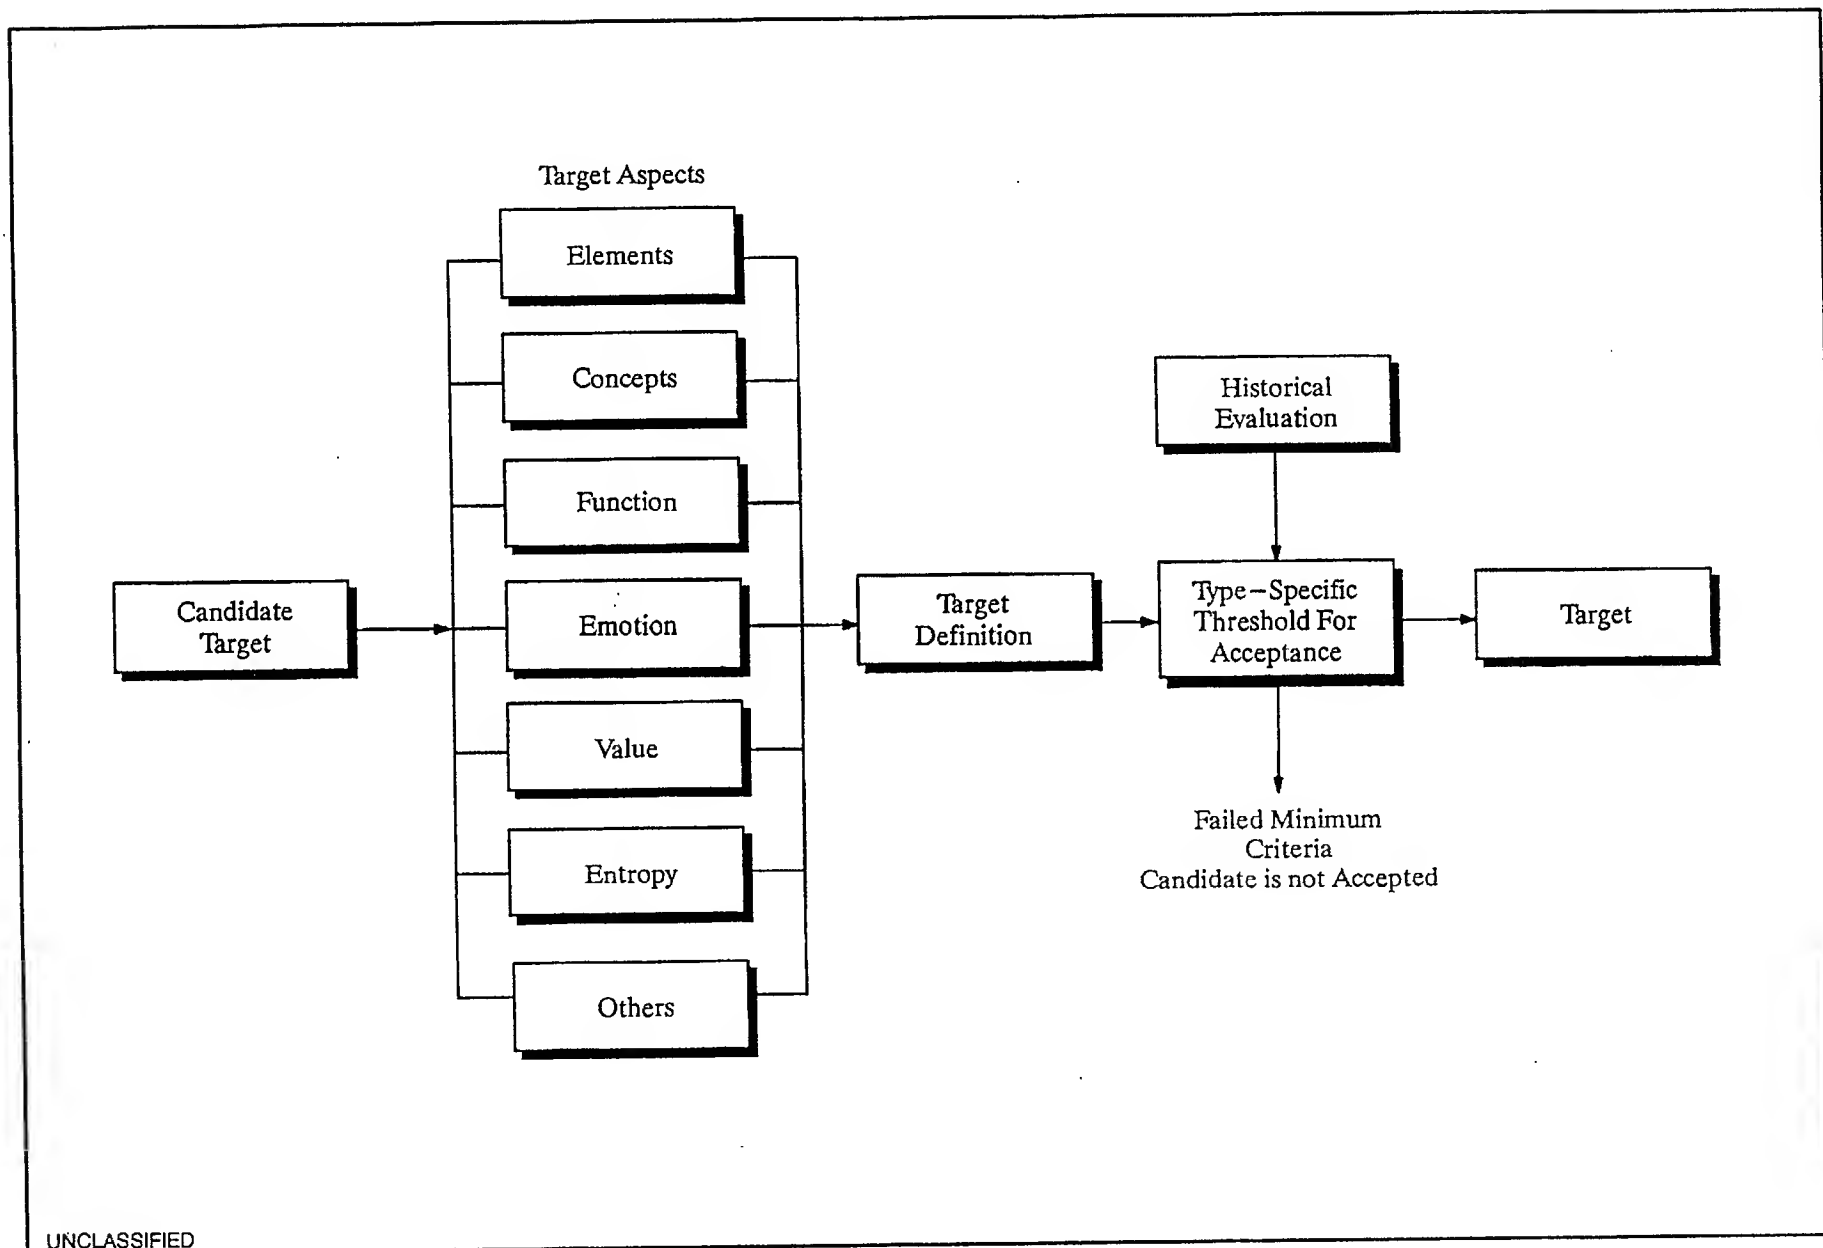 Target Aspects
Elements
Concepts
Function
Emotion
Value
Entropy
Others
Candidate
Target
Target
Definition
Historical
Evaluation
Type-Specific
Threshold For
Acceptance
Target
Failed Minimum
Criteria
Candidate is not Accepted
UNCLASSIFIED